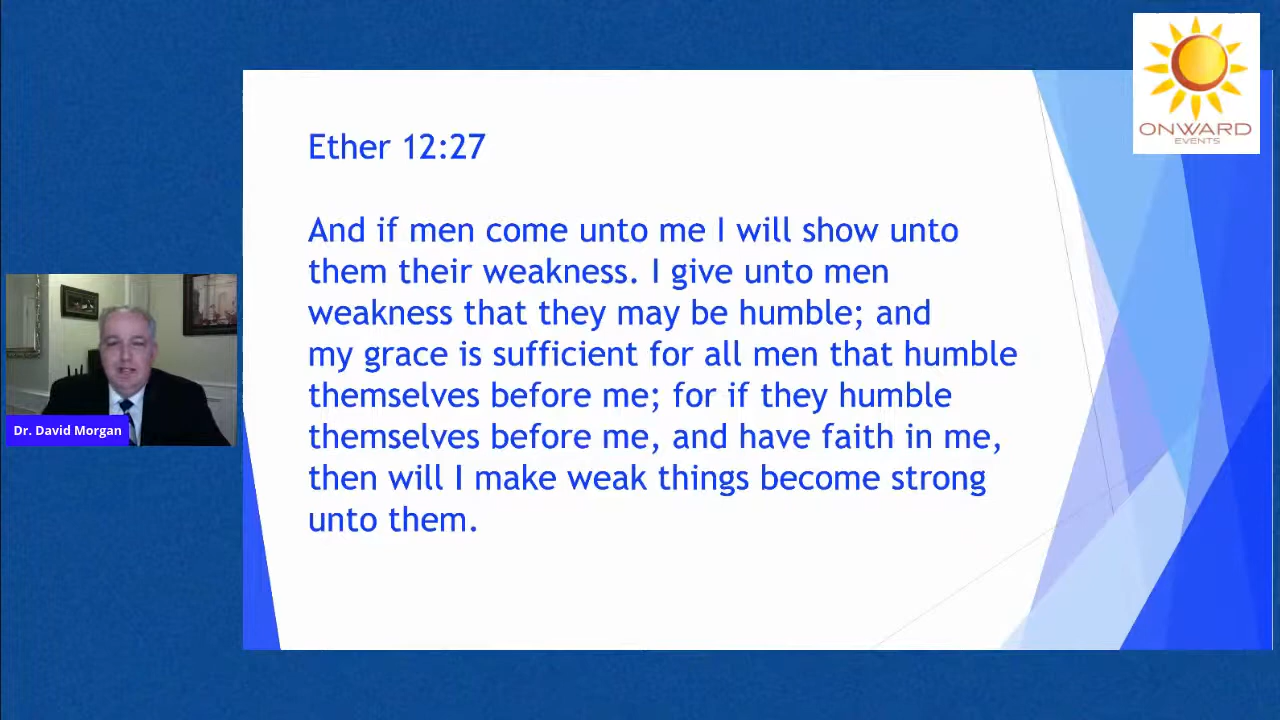 ONWARD
EVENTS
Ether 12:27
And if men come unto me I will show unto
them their weakness. I give unto men
weakness that they may be humble; and
my grace is sufficient for all men that humble
themselves before me; for if they humble
themselves before me, and have faith in me,
then will I make weak things become strong
unto them.
Dr. David Morgan